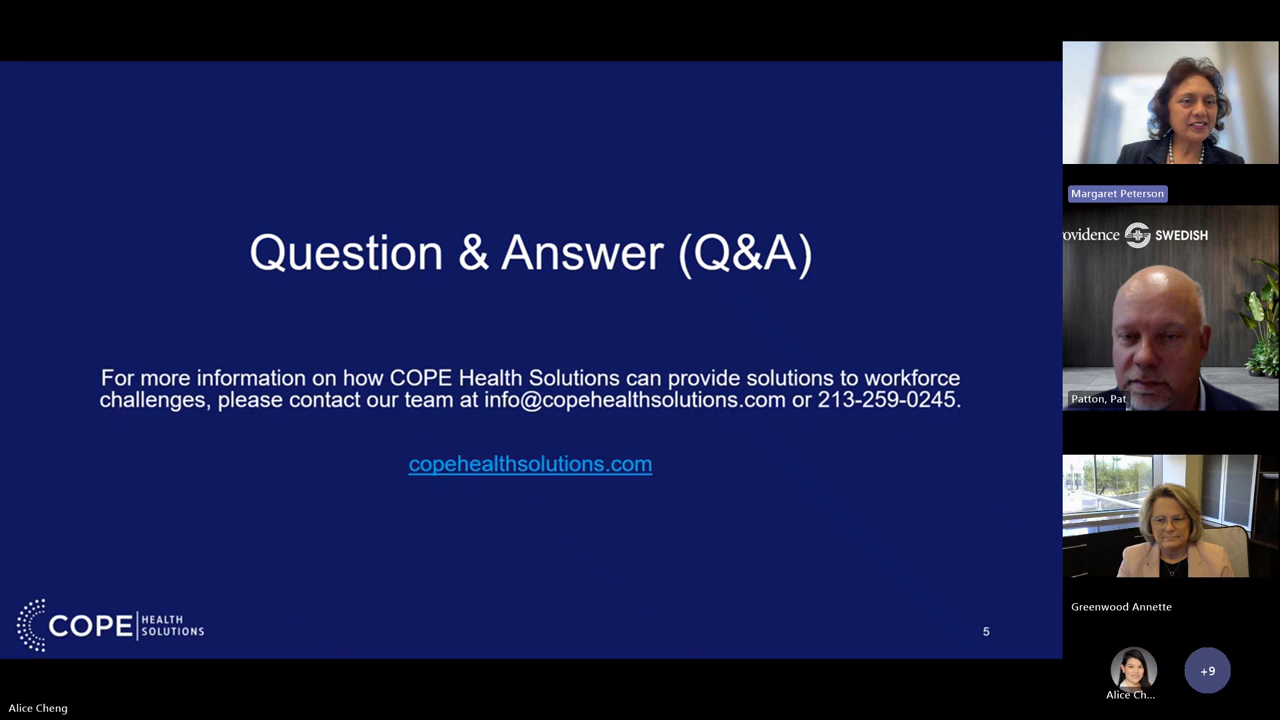 Question & Answer (Q&A)
For more information on how COPE Health Solutions can provide solutions to workforce
challenges, please contact our team at info@copehealthsolutions.com or 213-259-0245.
copehealthsolutions.com
COPE HEALTH
SOLUTIONS
5
Alice Cheng
Margaret Peterson
ovidence SWEDISH
Patton, Pat
Greenwood Annette
Alice Ch...
+9